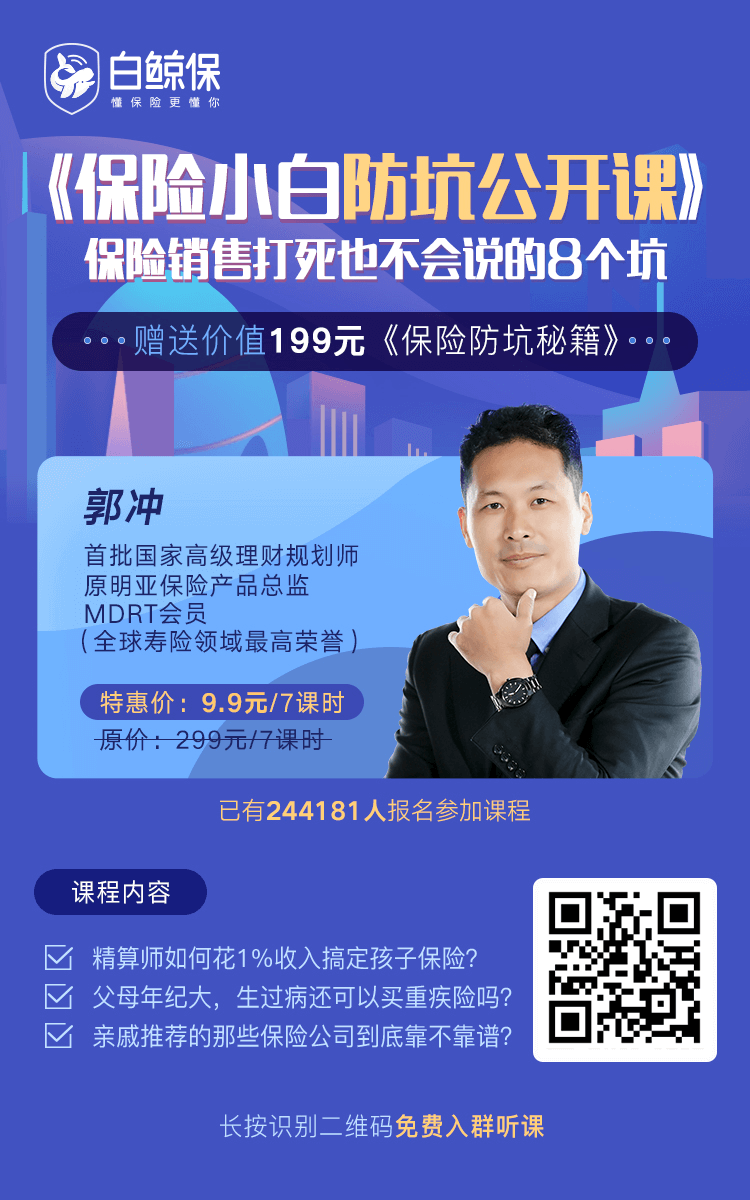 白鲸保
懂保险更懂你
《保险小白防坑公开课》
保险销售打死也不会说的8个坑
赠送价值199元《保险防坑秘籍》
郭冲
首批国家高级理财规划师
原明亚保险产品总监
MDRT会员
(全球寿险领域最高荣誉)
特惠价：9.9元/7课时
原价：299元/7课时
已有244181人报名参加课程
课程内容
精算师如何花1%收入搞定孩子保险?
父母年纪大，生过病还可以买重疾险吗?
亲戚推荐的那些保险公司到底靠不靠谱?
长按识别二维码免费入群听课